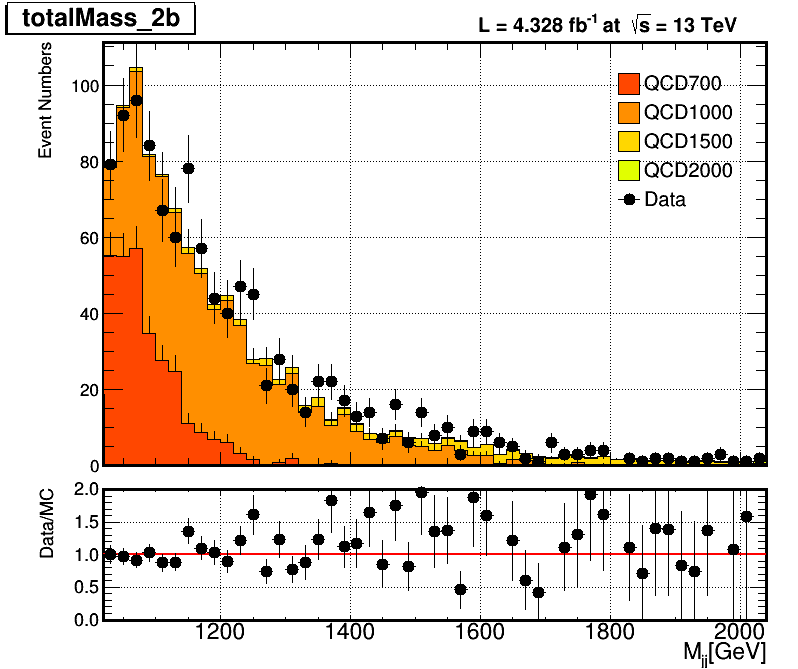 totalMass_2b
L = 4.328 fb⁻¹ at √s = 13 TeV
Event Numbers
100
80
60
40
20
0
QCD700
QCD1000
QCD1500
QCD2000
Data
Data/MC
2.0
1.5
1.0
0.5
0.0
1200 1400 1600 1800 2000
M_jj[GeV]